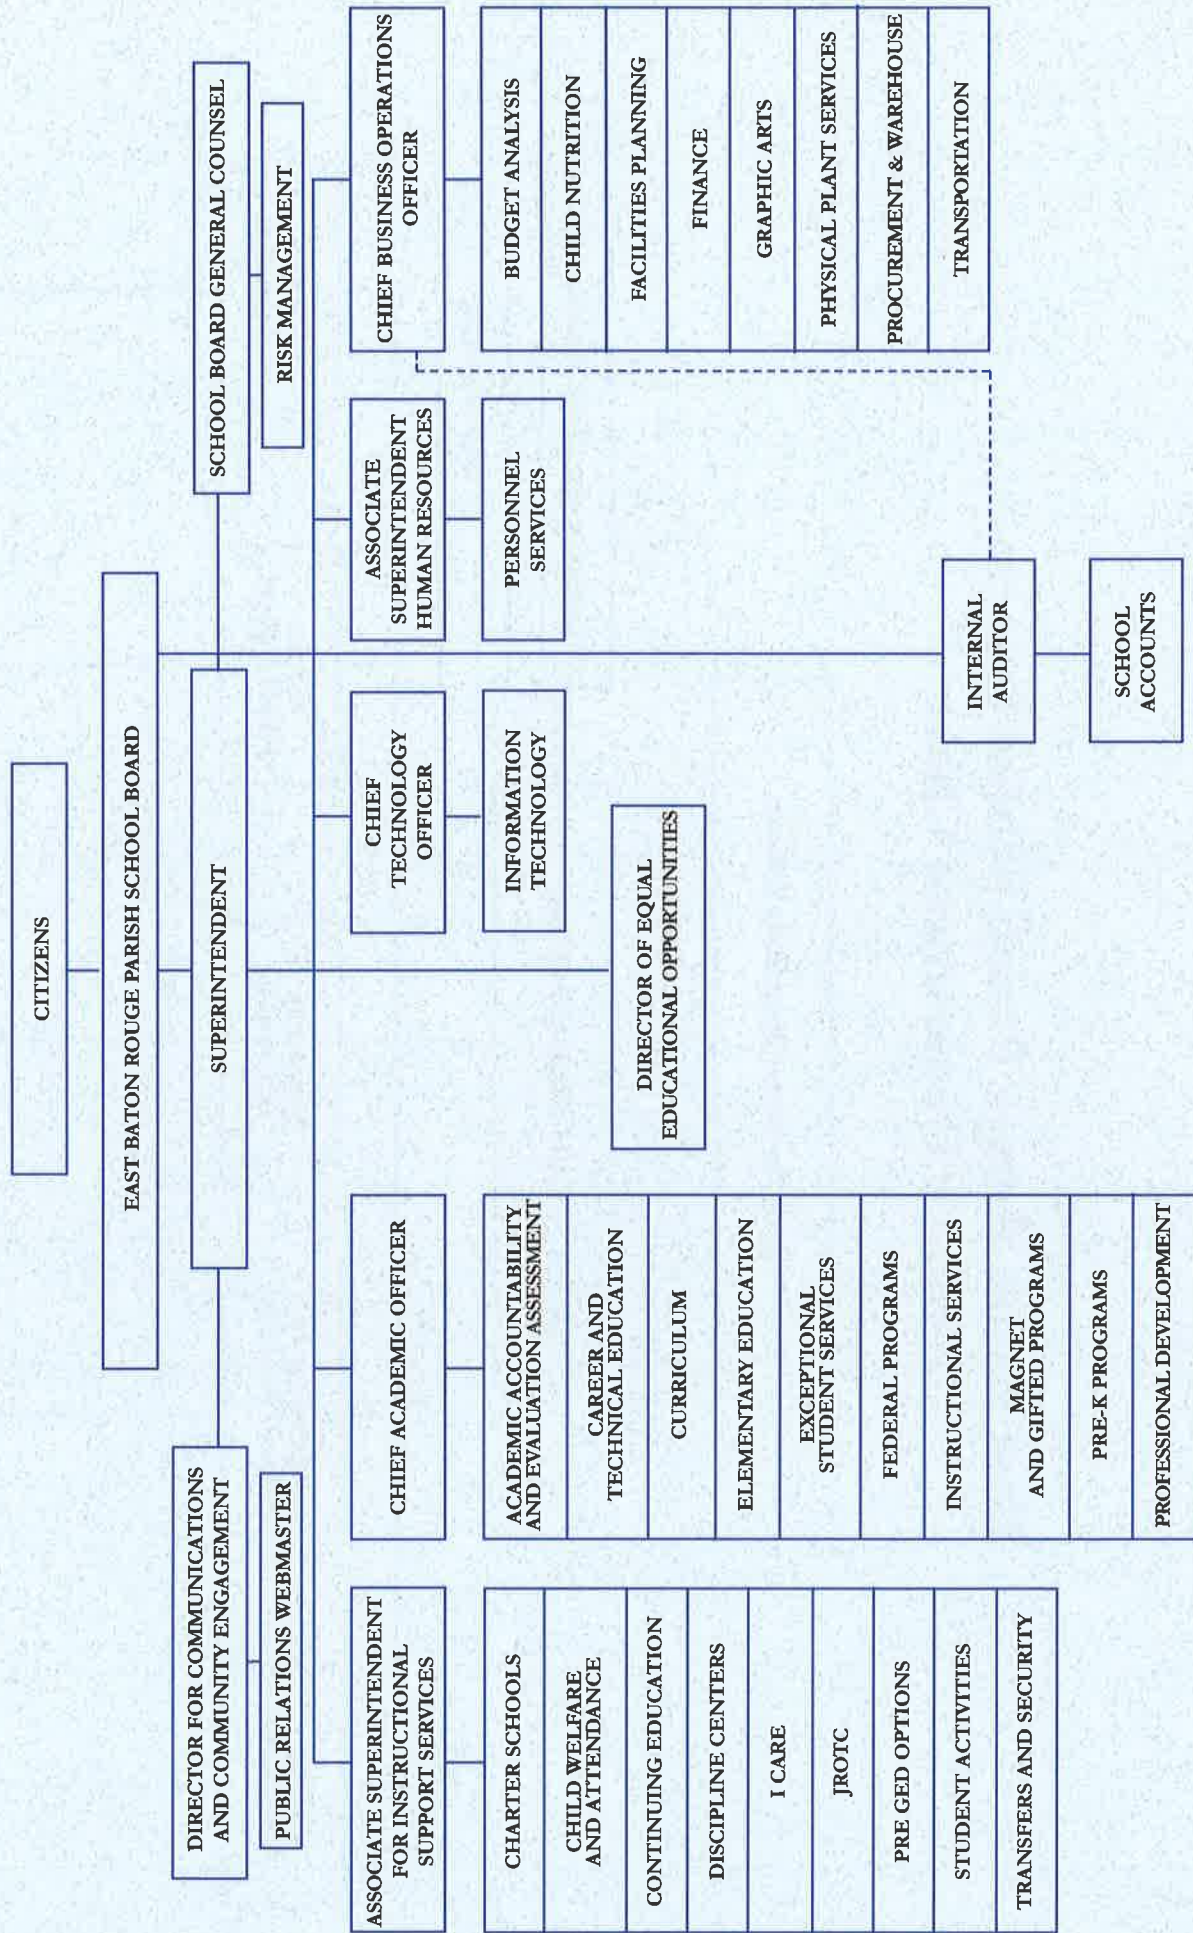 CITIZENS
EAST BATON ROUGE PARISH SCHOOL BOARD
SUPERINTENDENT
DIRECTOR FOR COMMUNICATIONS
AND COMMUNITY ENGAGEMENT
PUBLIC RELATIONS WEBMASTER
SCHOOL BOARD GENERAL COUNSEL
RISK MANAGEMENT
ASSOCIATE SUPERINTENDENT
FOR INSTRUCTIONAL
SUPPORT SERVICES
CHARTER SCHOOLS
CHILD WELFARE
AND ATTENDANCE
CONTINUING EDUCATION
DISCIPLINE CENTERS
I CARE
JROTC
PRE GED OPTIONS
STUDENT ACTIVITIES
TRANSFERS AND SECURITY
CHIEF ACADEMIC OFFICER
ACADEMIC ACCOUNTABILITY
AND EVALUATION ASSESSMENT
CAREER AND
TECHNICAL EDUCATION
CURRICULUM
ELEMENTARY EDUCATION
EXCEPTIONAL
STUDENT SERVICES
FEDERAL PROGRAMS
INSTRUCTIONAL SERVICES
MAGNET
AND GIFTED PROGRAMS
PRE-K PROGRAMS
PROFESSIONAL DEVELOPMENT
DIRECTOR OF EQUAL
EDUCATIONAL OPPORTUNITIES
CHIEF
TECHNOLOGY
OFFICER
INFORMATION
TECHNOLOGY
ASSOCIATE
SUPERINTENDENT
HUMAN RESOURCES
PERSONNEL
SERVICES
INTERNAL
AUDITOR
SCHOOL
ACCOUNTS
CHIEF BUSINESS OPERATIONS
OFFICER
BUDGET ANALYSIS
CHILD NUTRITION
FACILITIES PLANNING
FINANCE
GRAPHIC ARTS
PHYSICAL PLANT SERVICES
PROCUREMENT & WAREHOUSE
TRANSPORTATION